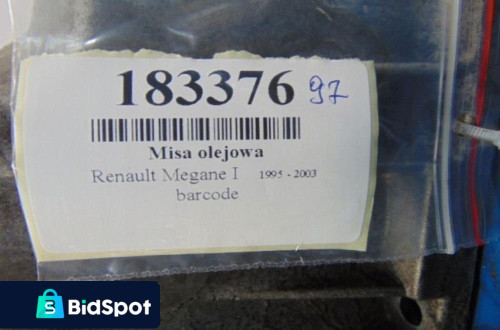 183376 97
Misa olejowa
Renault Megane I 1995 - 2003
barcode
S
BidSpot